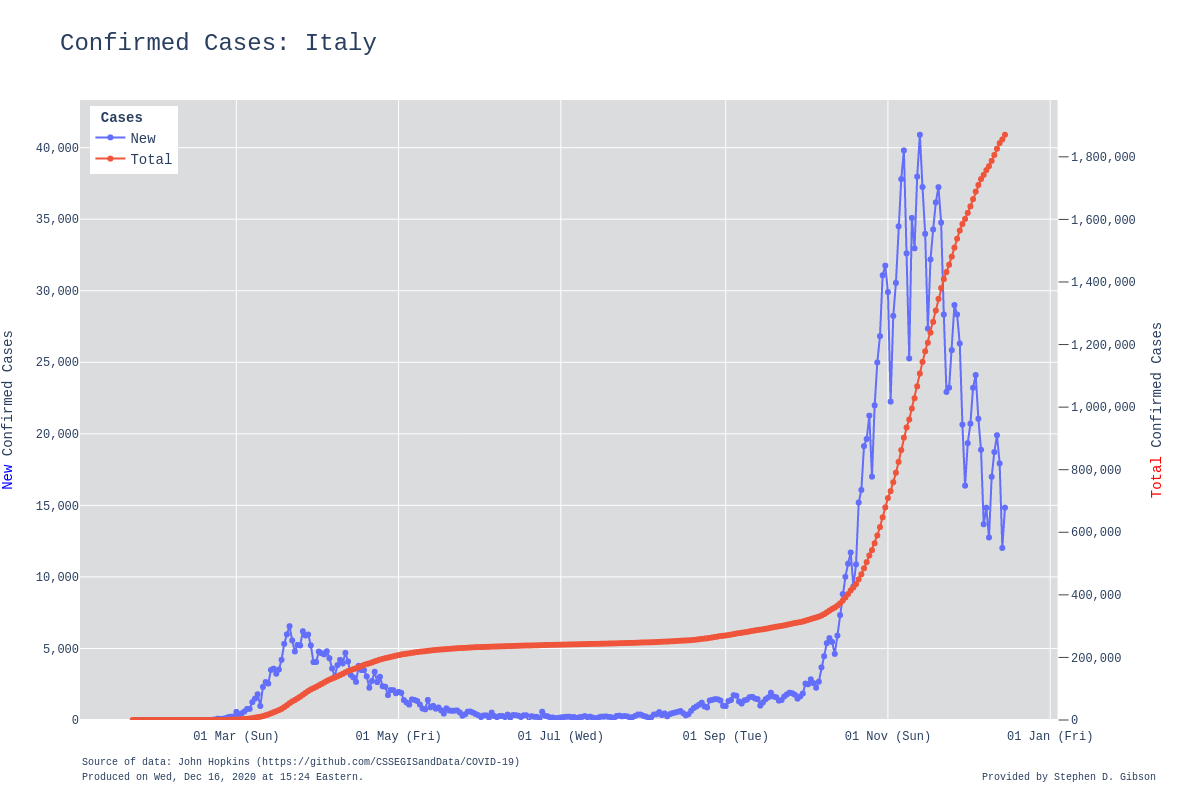 Confirmed Cases: Italy
Cases
New
Total
40,000
35,000
30,000
25,000
20,000
15,000
10,000
5,000
0
New Confirmed Cases
1,800,000
1,600,000
1,400,000
1,200,000
1,000,000
800,000
600,000
400,000
200,000
0
Total Confirmed Cases
01 Mar (Sun) 01 May (Fri) 01 Jul (Wed) 01 Sep (Tue) 01 Nov (Sun) 01 Jan (Fri)
Source of data: John Hopkins (https://github.com/CSSEGISandData/COVID-19)
Produced on Wed, Dec 16, 2020 at 15:24 Eastern.
Provided by Stephen D. Gibson